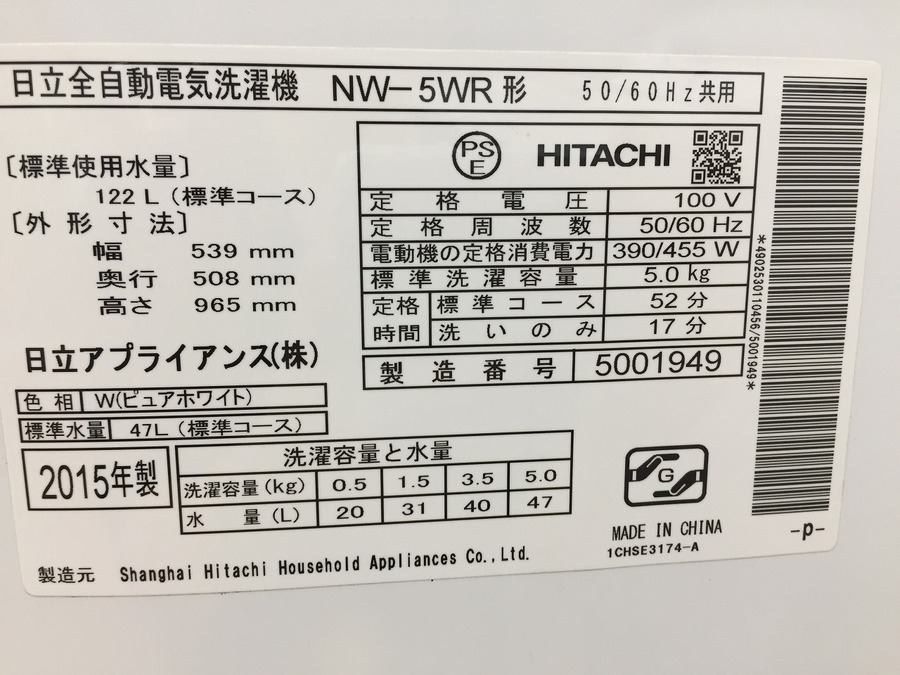 日立全自動電気洗濯機 NW-5WR形 50/60Hz共用
〔標準使用水量〕
122 L (標準コース)
〔外形寸法〕
幅 539 mm
奥行 508 mm
高さ 965 mm
日立アプライアンス(株)
色相 W(ピュアホワイト)
標準水量 47L (標準コース)
2015年製
PS
E
HITACHI
定格電圧 100 V
定格周波数 50/60 Hz
電動機の定格消費電力 390/455 W
標準洗濯容量 5.0 kg
定格時間 標準コース 52 分
洗いのみ 17 分
製造番号 5001949
洗濯容量と水量
洗濯容量(kg) 0.5 1.5 3.5 5.0
水量(L) 20 31 40 47
G
MADE IN CHINA
1CHSE3174-A
製造元 Shanghai Hitachi Household Appliances Co.,Ltd.
*4902530110456/5001949*
-p-